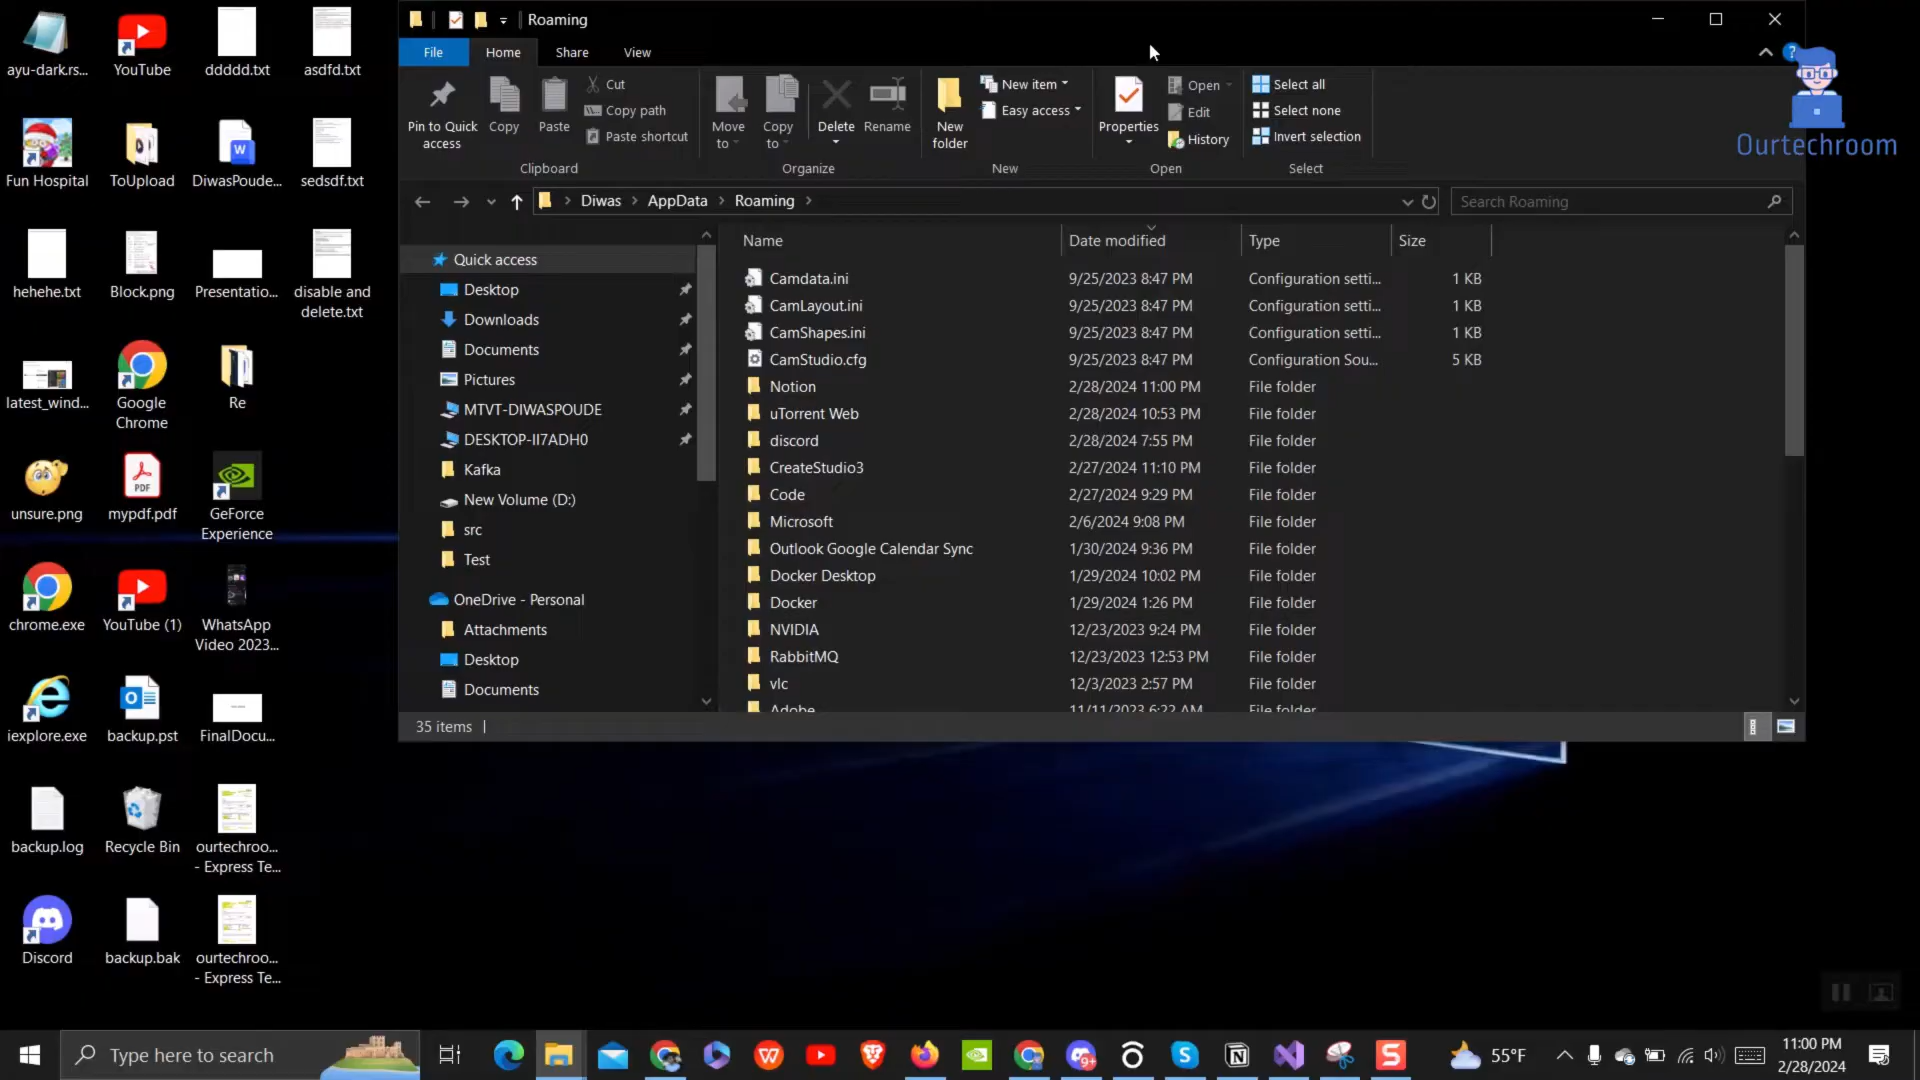 Roaming
File
Home
Share
View
Pin to Quick access
Copy
Paste
Cut
Copy path
Paste shortcut
Clipboard
Move to
Copy to
Delete
Rename
Organize
New folder
New item
Easy access
New
Properties
Open
Edit
History
Open
Select all
Select none
Invert selection
Select
Ourtechroom
Diwas
AppData
Roaming
Search Roaming
Quick access
Desktop
Downloads
Documents
Pictures
MTVT-DIWASPOUDE
DESKTOP-II7ADH0
Kafka
New Volume (D:)
src
Test
OneDrive - Personal
Attachments
Desktop
Documents
Name Date modified Type Size
Camdata.ini 9/25/2023 8:47 PM Configuration setti... 1 KB
CamLayout.ini 9/25/2023 8:47 PM Configuration setti... 1 KB
CamShapes.ini 9/25/2023 8:47 PM Configuration setti... 1 KB
CamStudio.cfg 9/25/2023 8:47 PM Configuration Sou... 5 KB
Notion 2/28/2024 11:00 PM File folder
uTorrent Web 2/28/2024 10:53 PM File folder
discord 2/28/2024 7:55 PM File folder
CreateStudio3 2/27/2024 11:10 PM File folder
Code 2/27/2024 9:29 PM File folder
Microsoft 2/6/2024 9:08 PM File folder
Outlook Google Calendar Sync 1/30/2024 9:36 PM File folder
Docker Desktop 1/29/2024 10:02 PM File folder
Docker 1/29/2024 1:26 PM File folder
NVIDIA 12/23/2023 9:24 PM File folder
RabbitMQ 12/23/2023 12:53 PM File folder
vlc 12/3/2023 2:57 PM File folder
Adobe 11/11/2023 6:22 AM File folder
35 items
ayu-dark.rs...
YouTube
ddddd.txt
asdfd.txt
Fun Hospital
ToUpload
DiwasPoude...
sedsdf.txt
hehehe.txt
Block.png
Presentatio...
disable and delete.txt
latest_wind...
Google Chrome
Re
unsure.png
mypdf.pdf
PDF
GeForce Experience
chrome.exe
YouTube (1)
WhatsApp Video 2023...
iexplore.exe
backup.pst
FinalDocu...
backup.log
Recycle Bin
ourtechroo... - Express Te...
Discord
backup.bak
ourtechroo... - Express Te...
Type here to search
9+
55°F
11:00 PM
2/28/2024